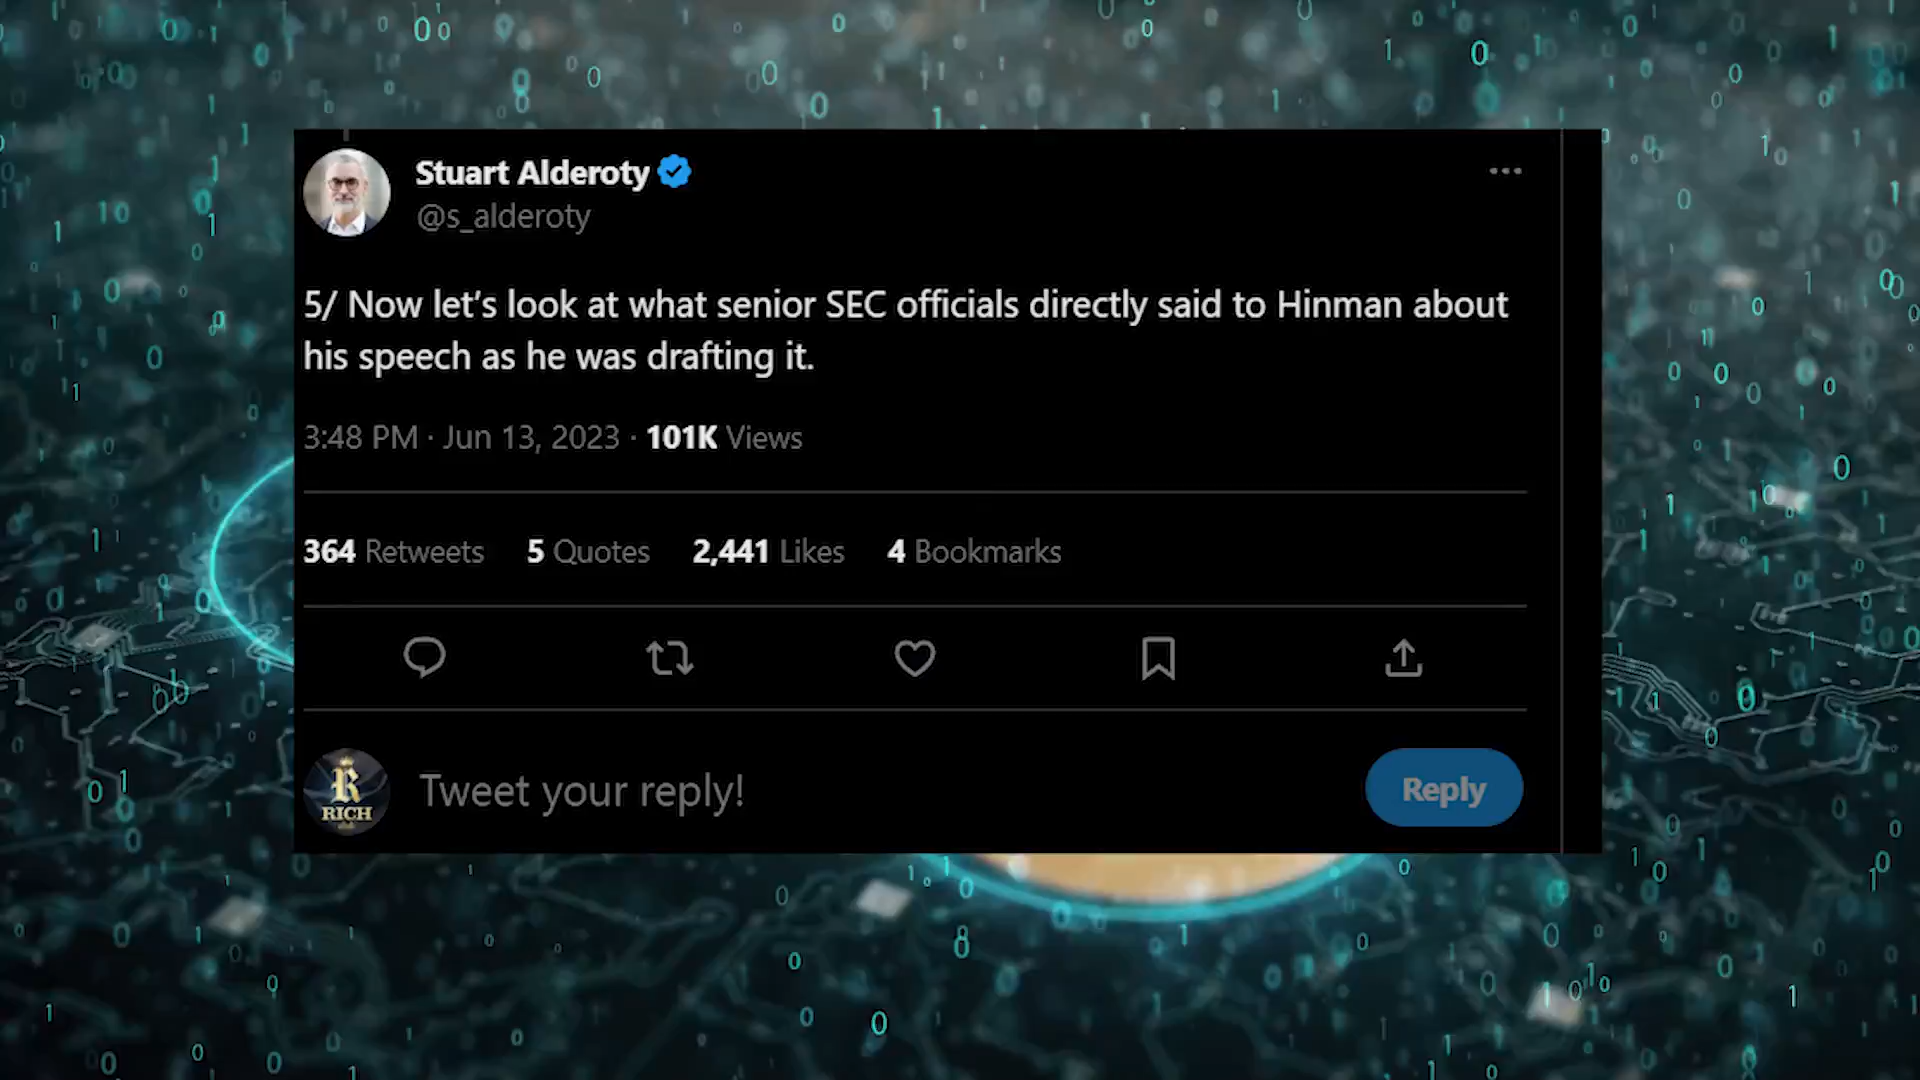 Stuart Alderoty
@s_alderoty
5/ Now let’s look at what senior SEC officials directly said to Hinman about
his speech as he was drafting it.
3:48 PM · Jun 13, 2023 · 101K Views
364 Retweets 5 Quotes 2,441 Likes 4 Bookmarks
R
RICH
Tweet your reply!
Reply